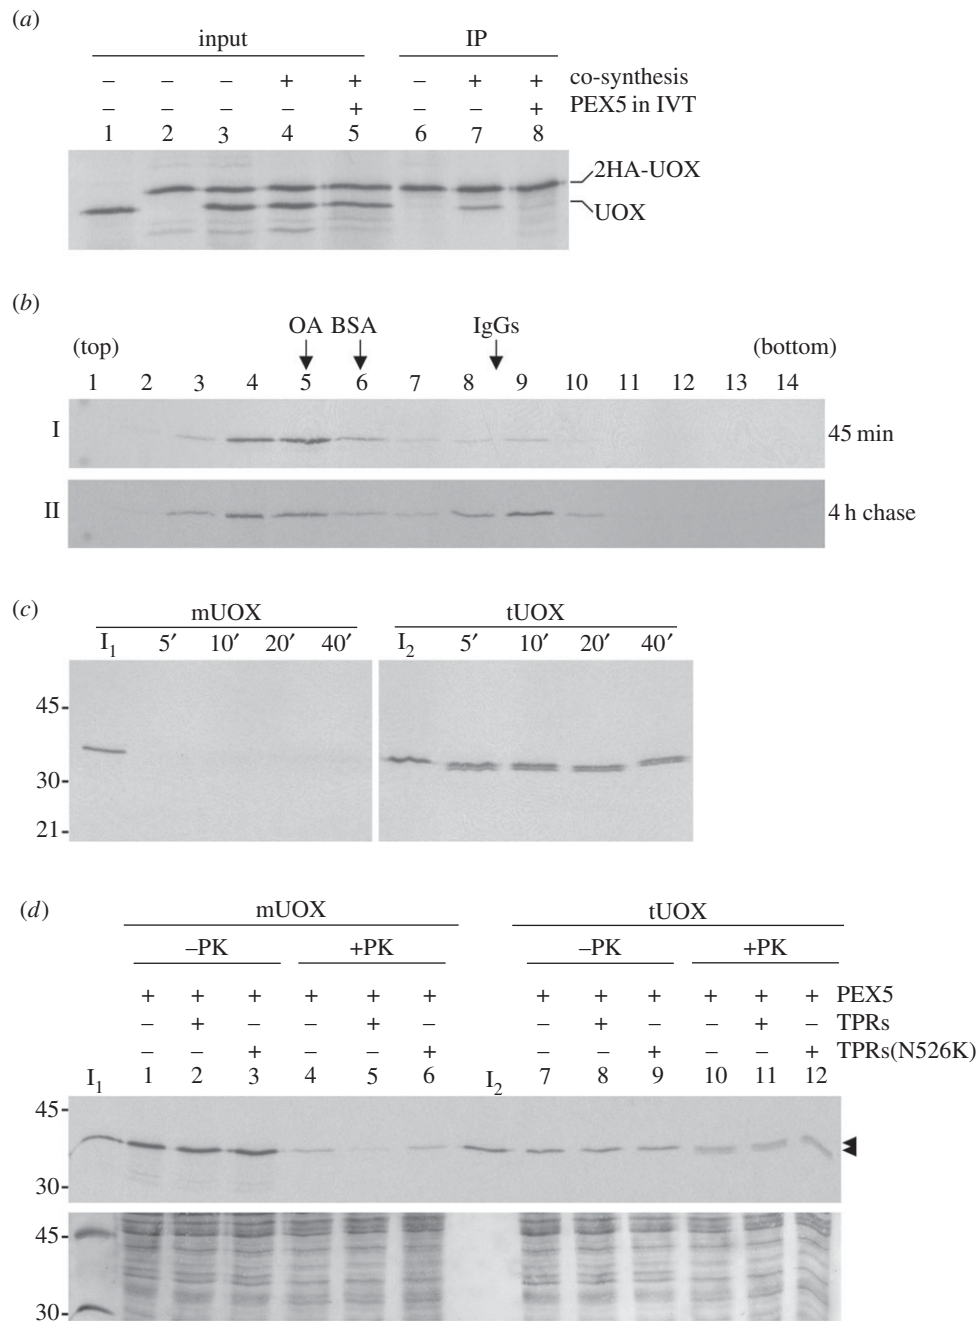 (a)
input IP
– – – + + – + + co-synthesis
– – – – + – – + PEX5 in IVT
1 2 3 4 5 6 7 8
2HA-UOX
UOX
(b)
OA BSA IgGs
(top) (bottom)
1 2 3 4 5 6 7 8 9 10 11 12 13 14
I 45 min
II 4 h chase
(c)
mUOX tUOX
I1 5′ 10′ 20′ 40′ I2 5′ 10′ 20′ 40′
45-
30-
21-
(d)
mUOX tUOX
–PK +PK –PK +PK
+ + + + + + + + + + + + PEX5
– + – – + – – + – – + – TPRs
– – + – – + – – + – – + TPRs(N526K)
I1 1 2 3 4 5 6 I2 7 8 9 10 11 12
45-
30-
45-
30-